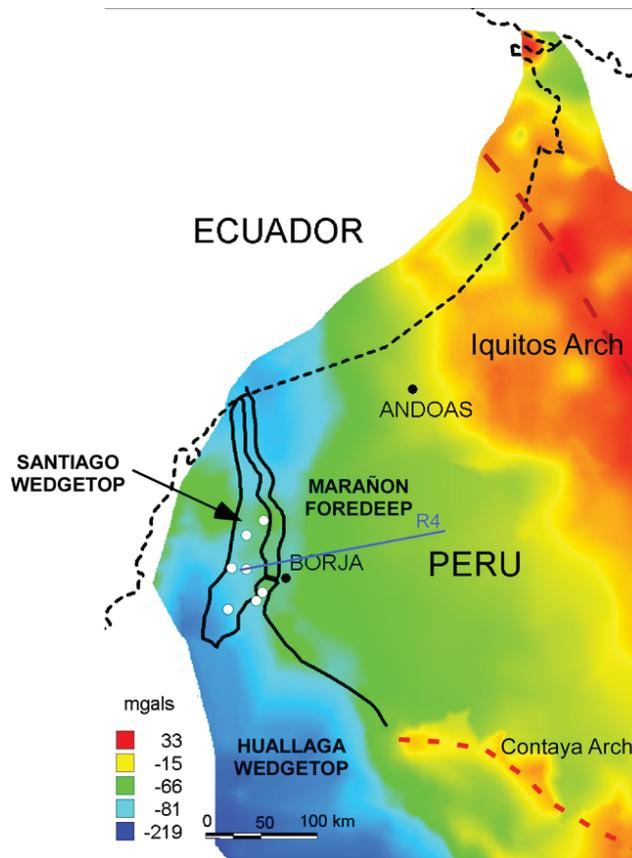 ECUADOR
Iquitos Arch
ANDOAS
SANTIAGO
WEDGETOP
MARAÑON
FOREDEEP
R4
BORJA
PERU
mgals
33
-15
-66
-81
-219
HUALLAGA
WEDGETOP
Contaya Arch
0 50 100 km